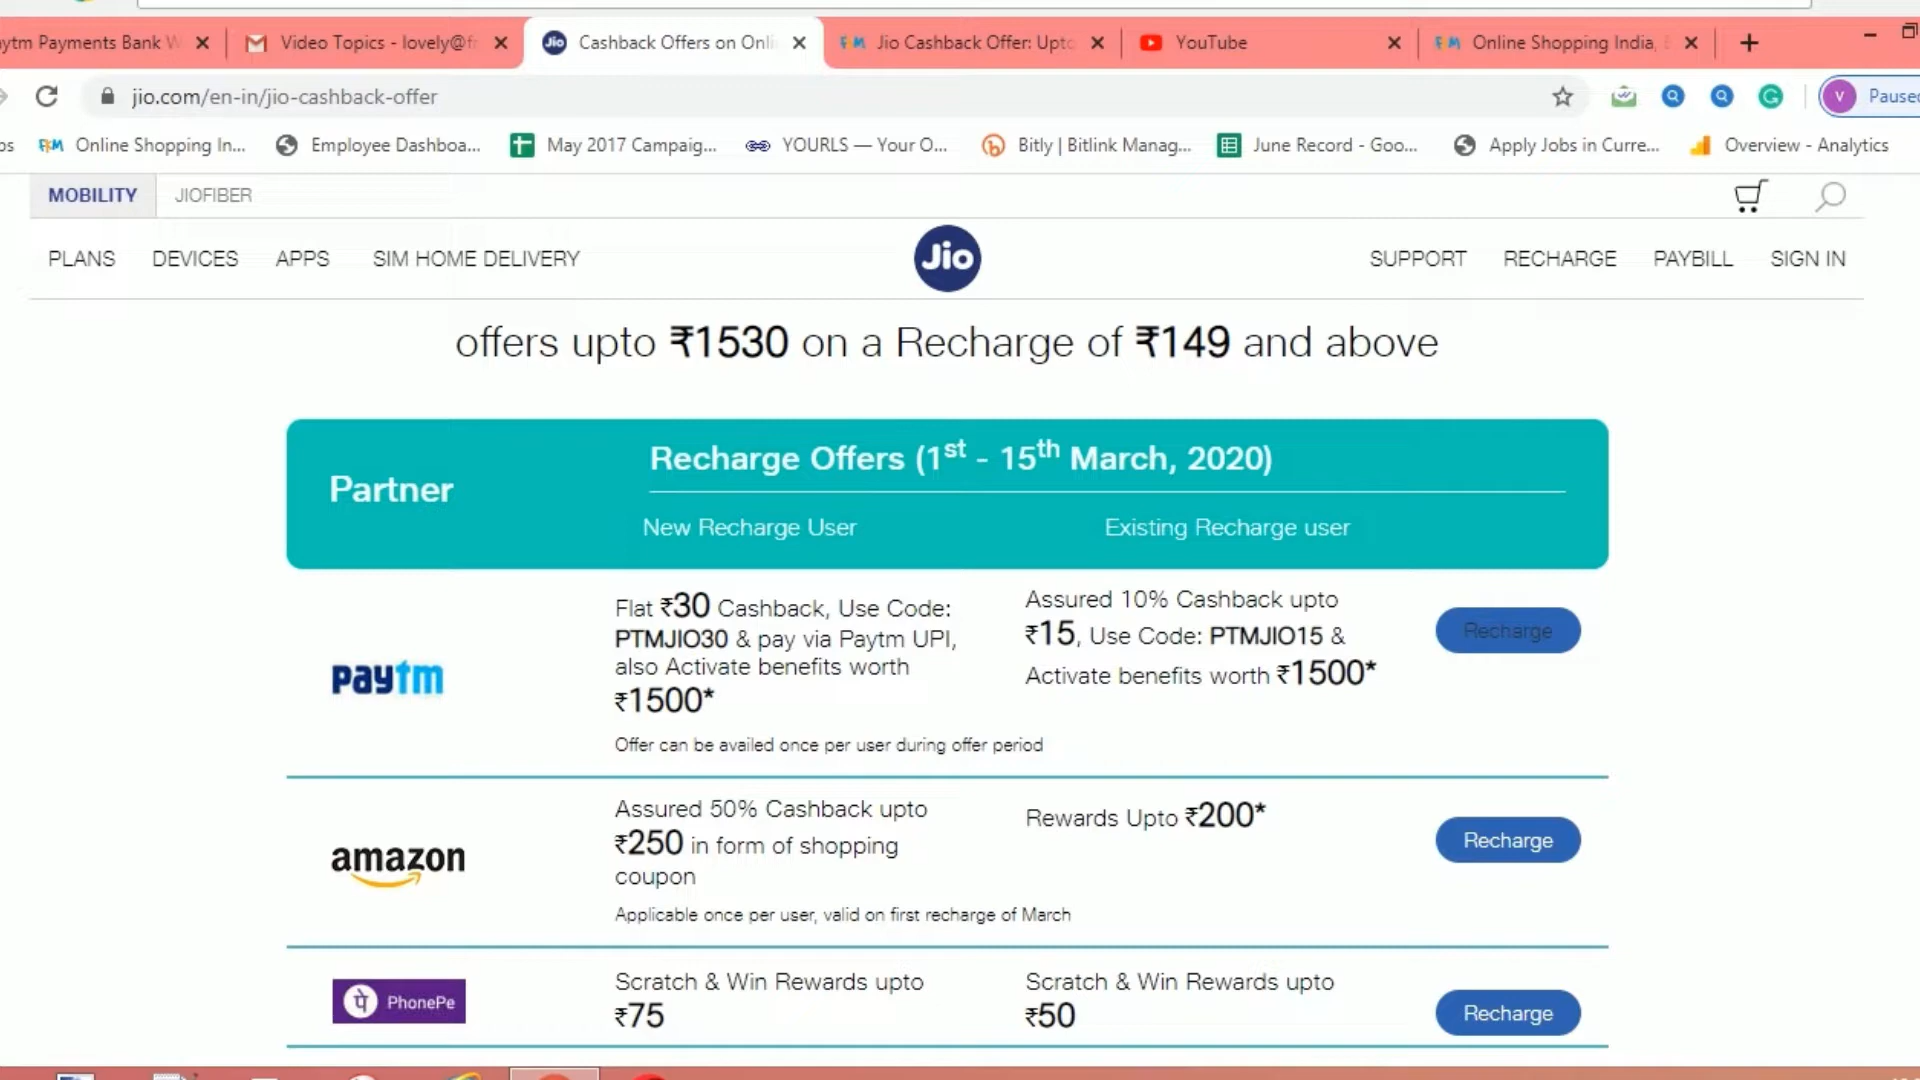 ytm Payments Bank W
Video Topics - lovely@fr
Cashback Offers on Onli
Jio Cashback Offer: Upto
YouTube
Online Shopping India,
jio.com/en-in/jio-cashback-offer
V
Paused
ps
FKM
Online Shopping In...
Employee Dashboa...
May 2017 Campaig...
YOURLS — Your O...
Bitly | Bitlink Manag...
June Record - Goo...
Apply Jobs in Curre...
Overview - Analytics
MOBILITY
JIOFIBER
PLANS
DEVICES
APPS
SIM HOME DELIVERY
Jio
SUPPORT
RECHARGE
PAYBILL
SIGN IN
offers upto ₹1530 on a Recharge of ₹149 and above
Partner
Recharge Offers (1st - 15th March, 2020)
New Recharge User
Existing Recharge user
paytm
Flat ₹30 Cashback, Use Code:
PTMJIO30 & pay via Paytm UPI,
also Activate benefits worth
₹1500*
Assured 10% Cashback upto
₹15, Use Code: PTMJIO15 &
Activate benefits worth ₹1500*
Recharge
Offer can be availed once per user during offer period
amazon
Assured 50% Cashback upto
₹250 in form of shopping
coupon
Rewards Upto ₹200*
Recharge
Applicable once per user, valid on first recharge of March
पे PhonePe
Scratch & Win Rewards upto
₹75
Scratch & Win Rewards upto
₹50
Recharge